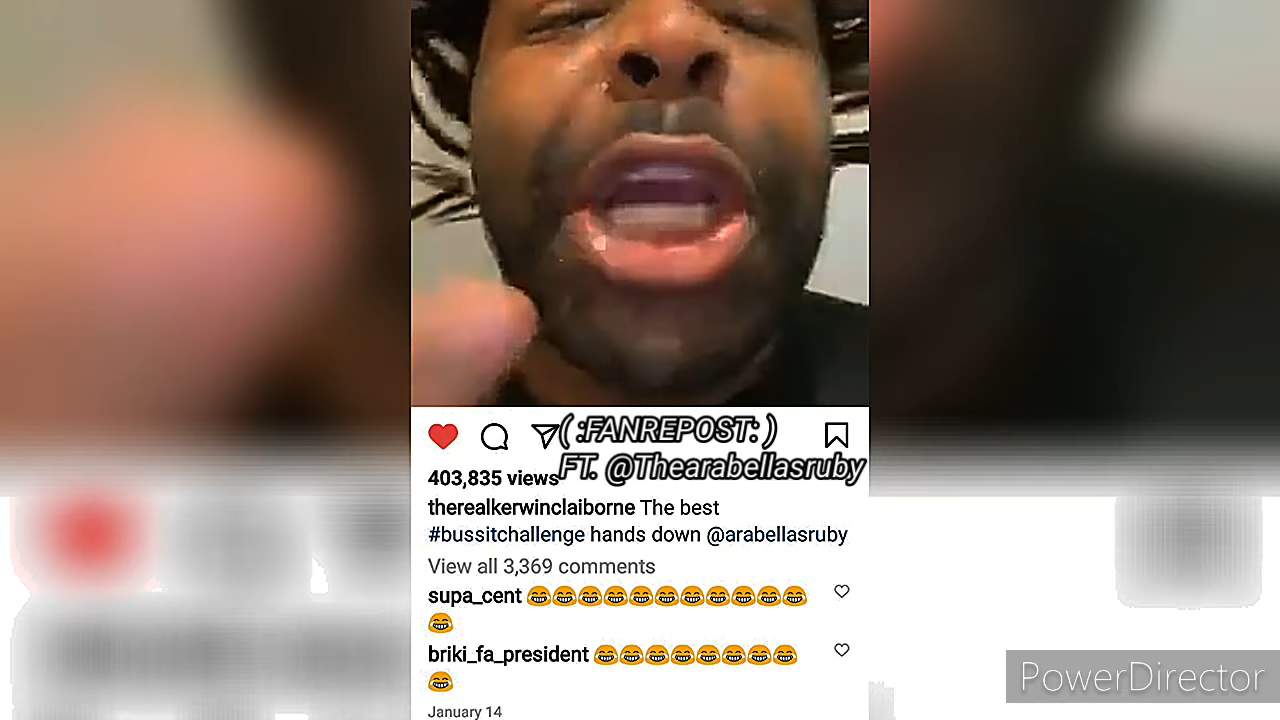 ( :FANREPOST: )
FT. @Thearabellasruby
403,835 views
therealkerwinclaiborne The best
#bussitchallenge hands down @arabellasruby
View all 3,369 comments
supa_cent 😂😂😂😂😂😂😂😂😂😂😂
😂
briki_fa_president 😂😂😂😂😂😂😂😂
😂
January 14
PowerDirector